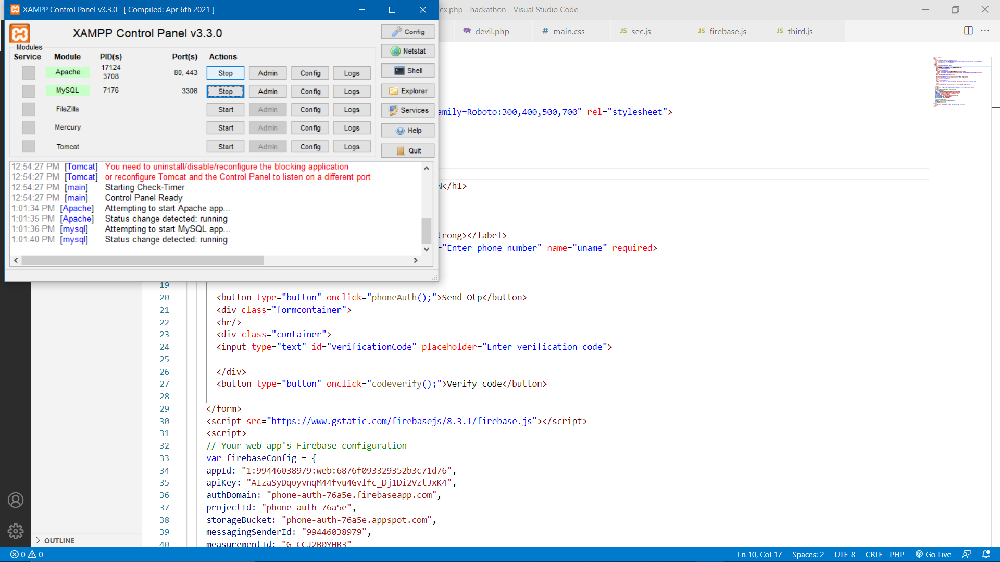 XAMPP Control Panel v3.3.0 [ Compiled: Apr 6th 2021 ]
ex.php - hackathon - Visual Studio Code
XAMPP Control Panel v3.3.0
Config
devil.php
main.css
JS sec.js
JS firebase.js
JS third.js
Modules
Service Module PID(s) Port(s) Actions
Netstat
Apache 17124 3708 80, 443 Stop Admin Config Logs
Shell
MySQL 7176 3306 Stop Admin Config Logs
Explorer
FileZilla Start Admin Config Logs
Services
Mercury Start Admin Config Logs
Help
Tomcat Start Admin Config Logs
Quit
12:54:27 PM [Tomcat] You need to uninstall/disable/reconfigure the blocking application
12:54:27 PM [Tomcat] or reconfigure Tomcat and the Control Panel to listen on a different port
12:54:27 PM [main] Starting Check-Timer
12:54:27 PM [main] Control Panel Ready
1:01:34 PM [Apache] Attempting to start Apache app...
1:01:35 PM [Apache] Status change detected: running
1:01:36 PM [mysql] Attempting to start MySQL app...
1:01:40 PM [mysql] Status change detected: running
amily=Roboto:300,400,500,700" rel="stylesheet">
N</h1>
trong></label>
="Enter phone number" name="uname" required>
19
20 <button type="button" onclick="phoneAuth();">Send Otp</button>
21 <div class="formcontainer">
22 <hr/>
23 <div class="container">
24 <input type="text" id="verificationCode" placeholder="Enter verification code">
25
26 </div>
27 <button type="button" onclick="codeverify();">Verify code</button>
28
29 </form>
30 <script src="https://www.gstatic.com/firebasejs/8.3.1/firebase.js"></script>
31 <script>
32 // Your web app's Firebase configuration
33 var firebaseConfig = {
34 appId: "1:99446038979:web:6876f093329352b3c71d76",
35 apiKey: "AIzaSyDqoyvnqM44fvu4Gvlfc_Dj1Di2VztJxK4",
36 authDomain: "phone-auth-76a5e.firebaseapp.com",
37 projectId: "phone-auth-76a5e",
38 storageBucket: "phone-auth-76a5e.appspot.com",
39 messagingSenderId: "99446038979",
40 measurementId: "G-CCJ2B0YHR3"
OUTLINE
0 0 Ln 10, Col 17 Spaces: 2 UTF-8 CRLF PHP Go Live